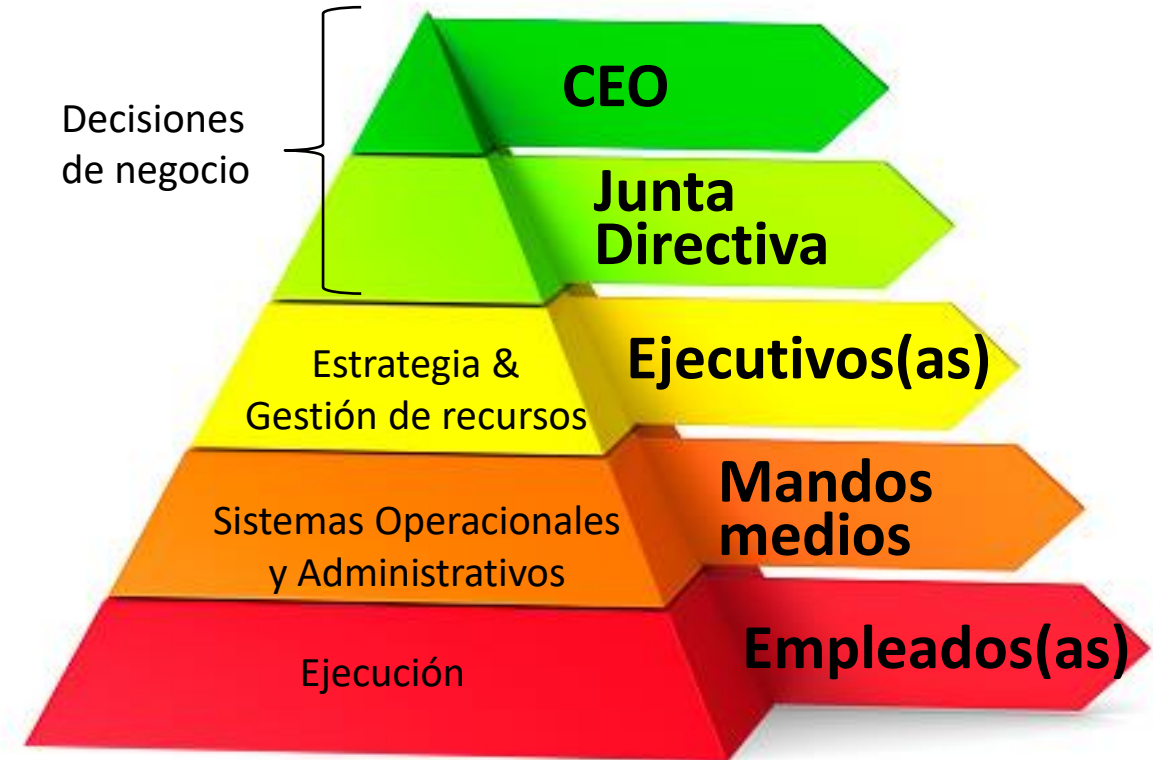 Decisiones
de negocio
CEO
Junta
Directiva
Estrategia &
Gestión de recursos
Ejecutivos(as)
Sistemas Operacionales
y Administrativos
Mandos
medios
Ejecución
Empleados(as)